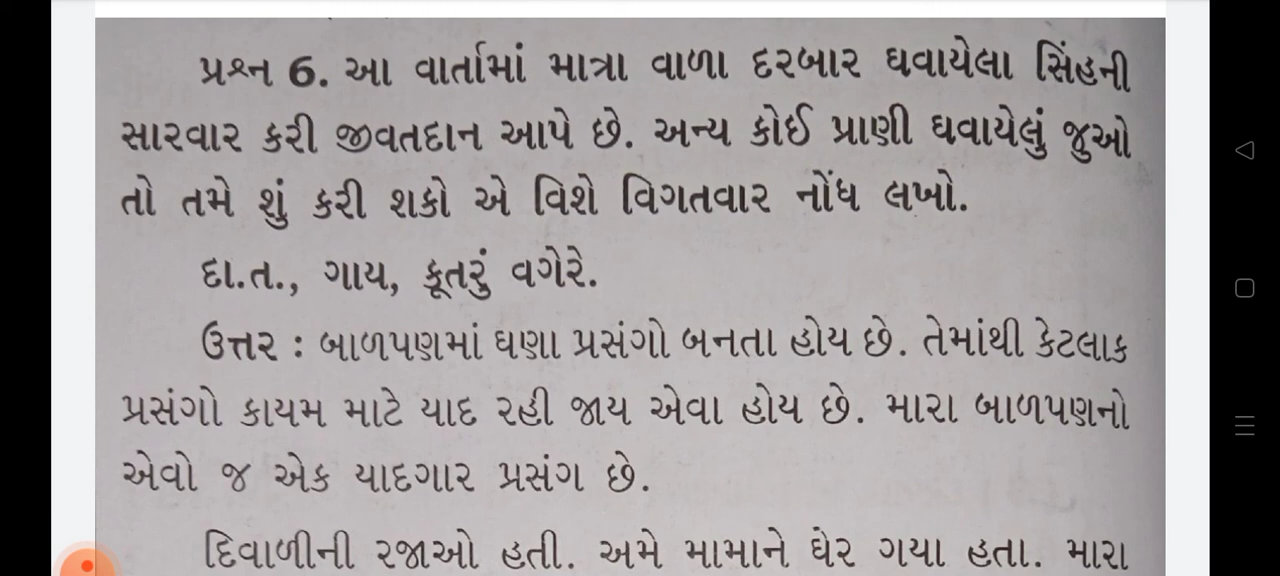 પ્રશ્ન 6. આ વાર્તામાં માત્રા વાળા દરબાર ઘવાયેલા સિંહની
સારવાર કરી જીવતદાન આપે છે. અન્ય કોઈ પ્રાણી ઘવાયેલું જુઓ
તો તમે શું કરી શકો એ વિશે વિગતવાર નોંધ લખો.
દા.ત., ગાય, કૂતરું વગેરે.
ઉત્તર : બાળપણમાં ઘણા પ્રસંગો બનતા હોય છે. તેમાંથી કેટલાક
પ્રસંગો કાયમ માટે યાદ રહી જાય એવા હોય છે. મારા બાળપણનો
એવો જ એક યાદગાર પ્રસંગ છે.
દિવાળીની રજાઓ હતી. અમે મામાને ઘેર ગયા હતા. મારા